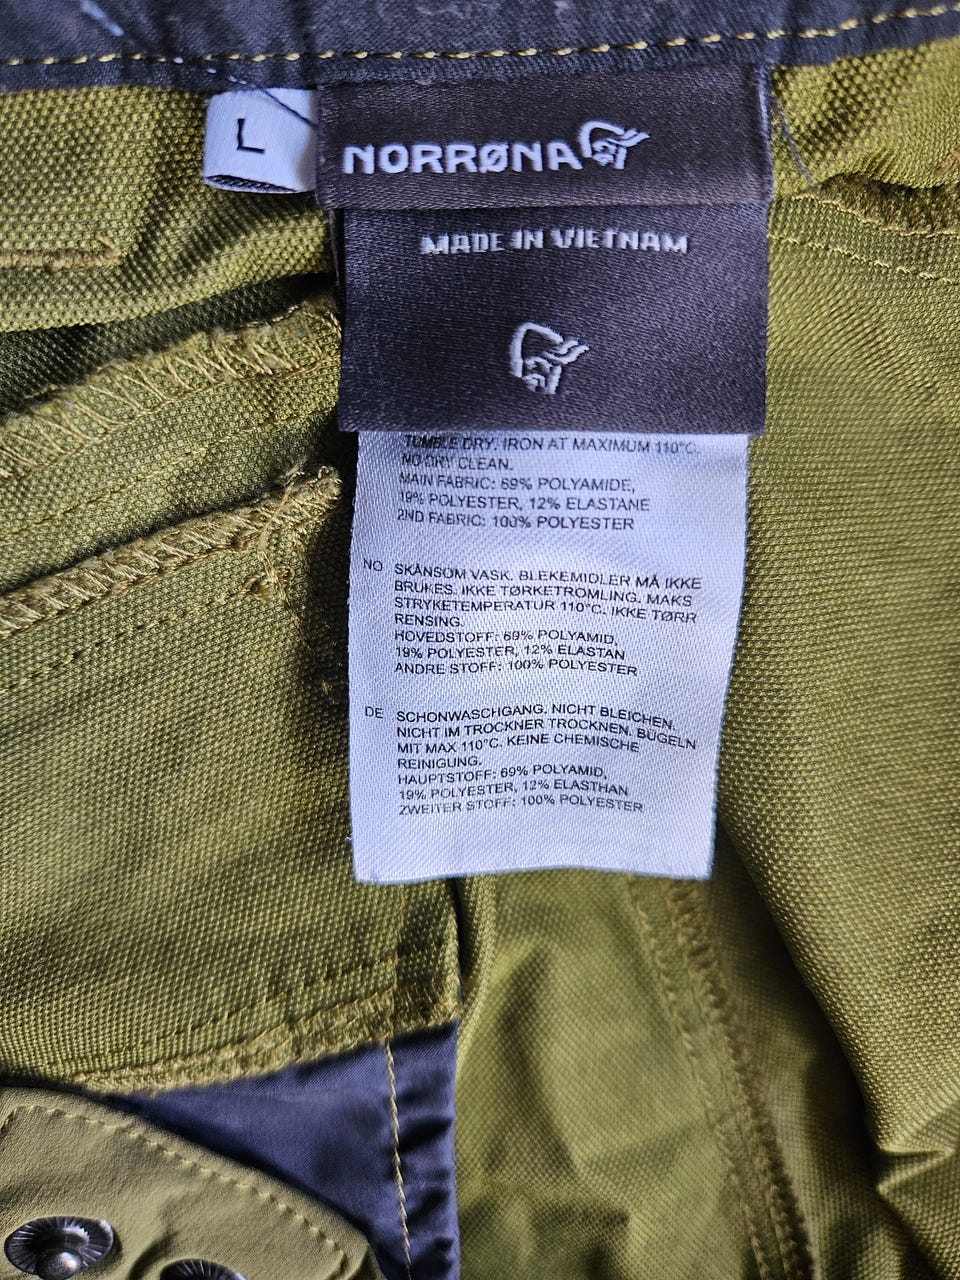 L
NORRØNA
MADE IN VIETNAM
TUMBLE DRY. IRON AT MAXIMUM 110°C.
NO DRY CLEAN.
MAIN FABRIC: 69% POLYAMIDE,
19% POLYESTER, 12% ELASTANE
2ND FABRIC: 100% POLYESTER
NO SKÅNSOM VASK. BLEKEMIDLER MÅ IKKE
BRUKES. IKKE TØRKETROMLING. MAKS
STRYKETEMPERATUR 110°C. IKKE TØRR
RENSING.
HOVEDSTOFF: 69% POLYAMID,
19% POLYESTER, 12% ELASTAN
ANDRE STOFF: 100% POLYESTER
DE SCHONWASCHGANG. NICHT BLEICHEN.
NICHT IM TROCKNER TROCKNEN. BÜGELN
MIT MAX 110°C. KEINE CHEMISCHE
REINIGUNG.
HAUPTSTOFF: 69% POLYAMID,
19% POLYESTER, 12% ELASTHAN
ZWEITER STOFF: 100% POLYESTER